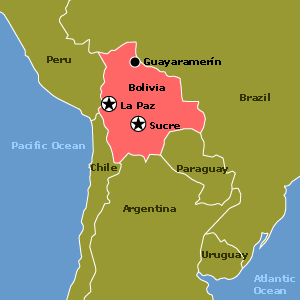 Peru
Guayaramerín
Bolivia
Brazil
La Paz
Sucre
Pacific Ocean
Chile
Paraguay
Argentina
Uruguay
Atlantic
Ocean